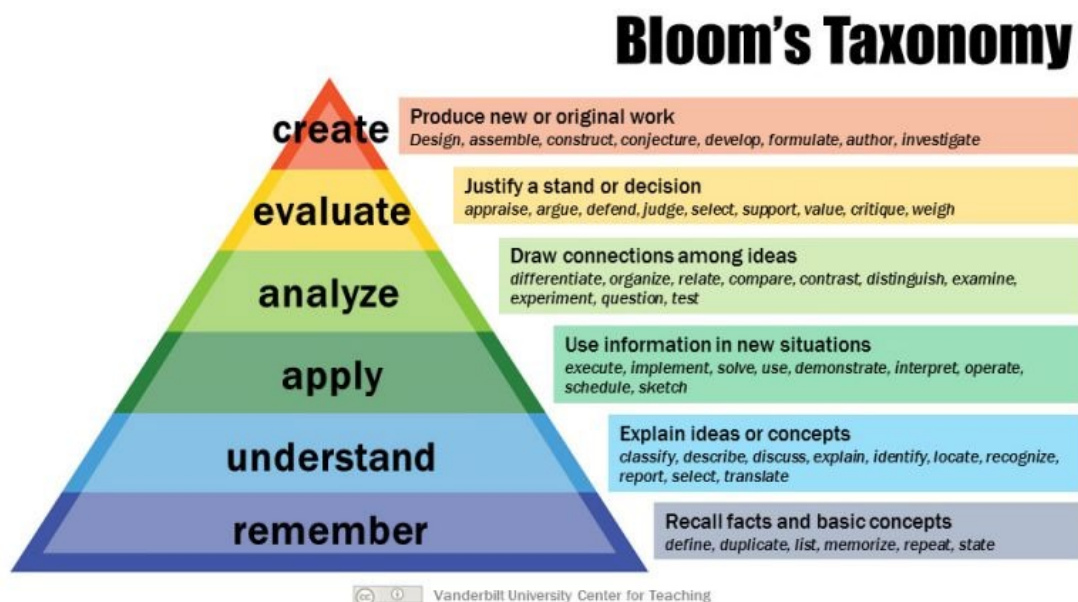 Bloom's Taxonomy
create
Produce new or original work
Design, assemble, construct, conjecture, develop, formulate, author, investigate
evaluate
Justify a stand or decision
appraise, argue, defend, judge, select, support, value, critique, weigh
analyze
Draw connections among ideas
differentiate, organize, relate, compare, contrast, distinguish, examine,
experiment, question, test
apply
Use information in new situations
execute, implement, solve, use, demonstrate, interpret, operate,
schedule, sketch
understand
Explain ideas or concepts
classify, describe, discuss, explain, identify, locate, recognize,
report, select, translate
remember
Recall facts and basic concepts
define, duplicate, list, memorize, repeat, state
cc Vanderbilt University Center for Teaching